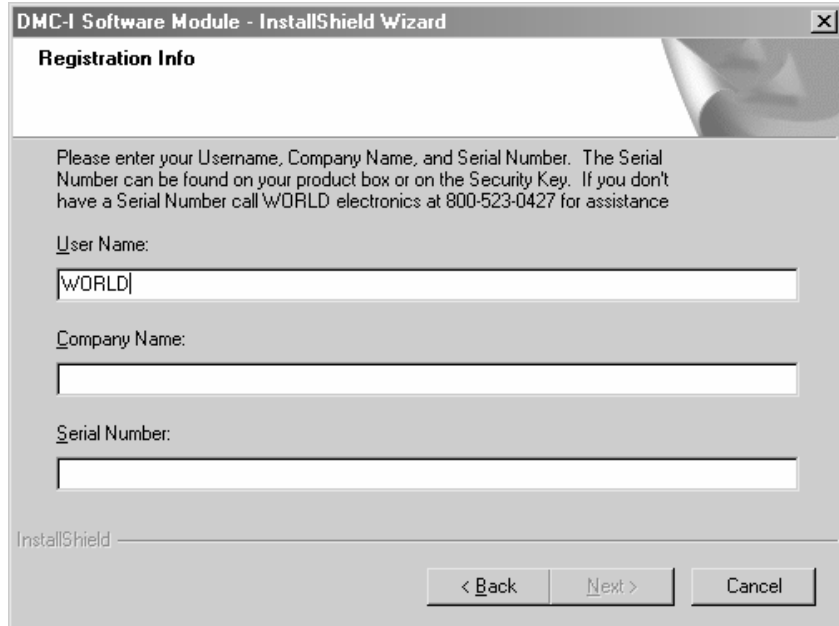 DMC-I Software Module - InstallShield Wizard
Registration Info
Please enter your Username, Company Name, and Serial Number.  The Serial
Number can be found on your product box or on the Security Key.  If you don't
have a Serial Number call WORLD electronics at 800-523-0427 for assistance
User Name:
WORLD
Company Name:
Serial Number:
InstallShield
< Back
Next >
Cancel